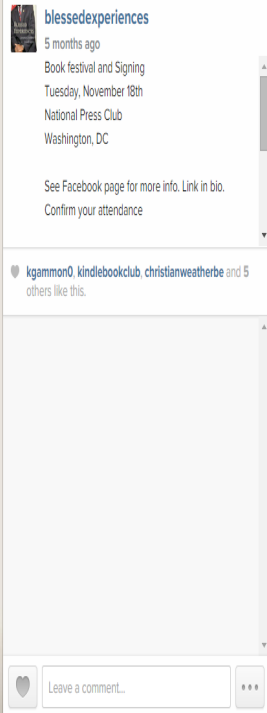 blessedexperiences
5 months ago
Book festival and Signing
Tuesday, November 18th
National Press Club
Washington, DC
See Facebook page for more info. Link in bio.
Confirm your attendance
kgammon0, kindlebookclub, christianweatherbe and 5
others like this.
Leave a comment...